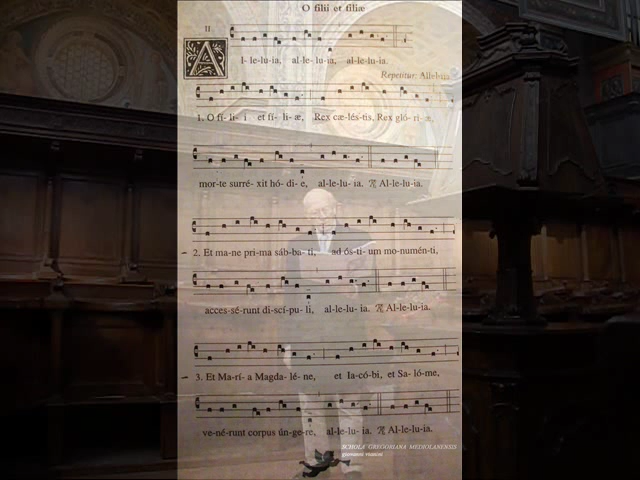 O filii et filiæ
II
A
l- le- lu- ia, al- le- lu- ia, al- le- lu- ia.
Repetitur: Allelúia
1. O fí- li- i et fí- li- æ, Rex cæ- lés- tis, Rex gló- ri- æ,
mor- te surré- xit hó- di- e, al- le- lu- ia. ℟ Al- le- lu- ia.
2. Et ma- ne pri- ma sáb- ba- ti, ad ós- ti- um mo- numén- ti,
acces- sé- runt di- scí- pu- li, al- le- lu- ia. ℟ Al- le- lu- ia.
3. Et Ma- rí- a Magda- lé- ne, et Ia- có- bi, et Sa- ló- me,
ve- né- runt corpus ún- ge- re, al- le- lu- ia. ℟ Al- le- lu- ia.
SCHOLA GREGORIANA MEDIOLANENSIS
giovanni vianini